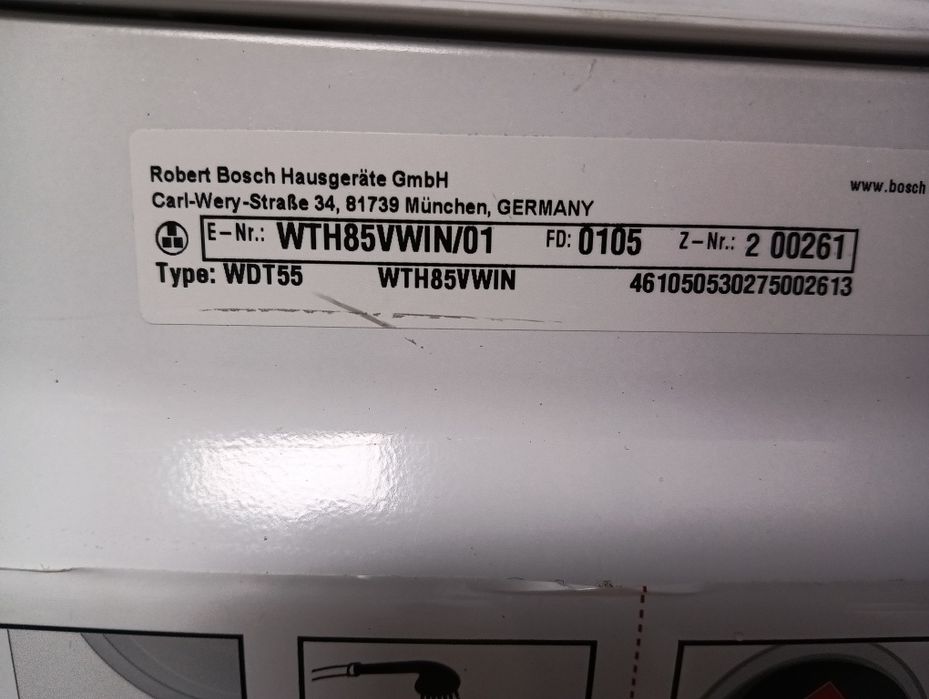 Robert Bosch Hausgeräte GmbH
www.bosch
Carl-Wery-Straße 34, 81739 München, GERMANY
E-Nr.: WTH85VWIN/01 FD: 0105 Z-Nr.: 2 00261
Type: WDT55 WTH85VWIN 461050530275002613